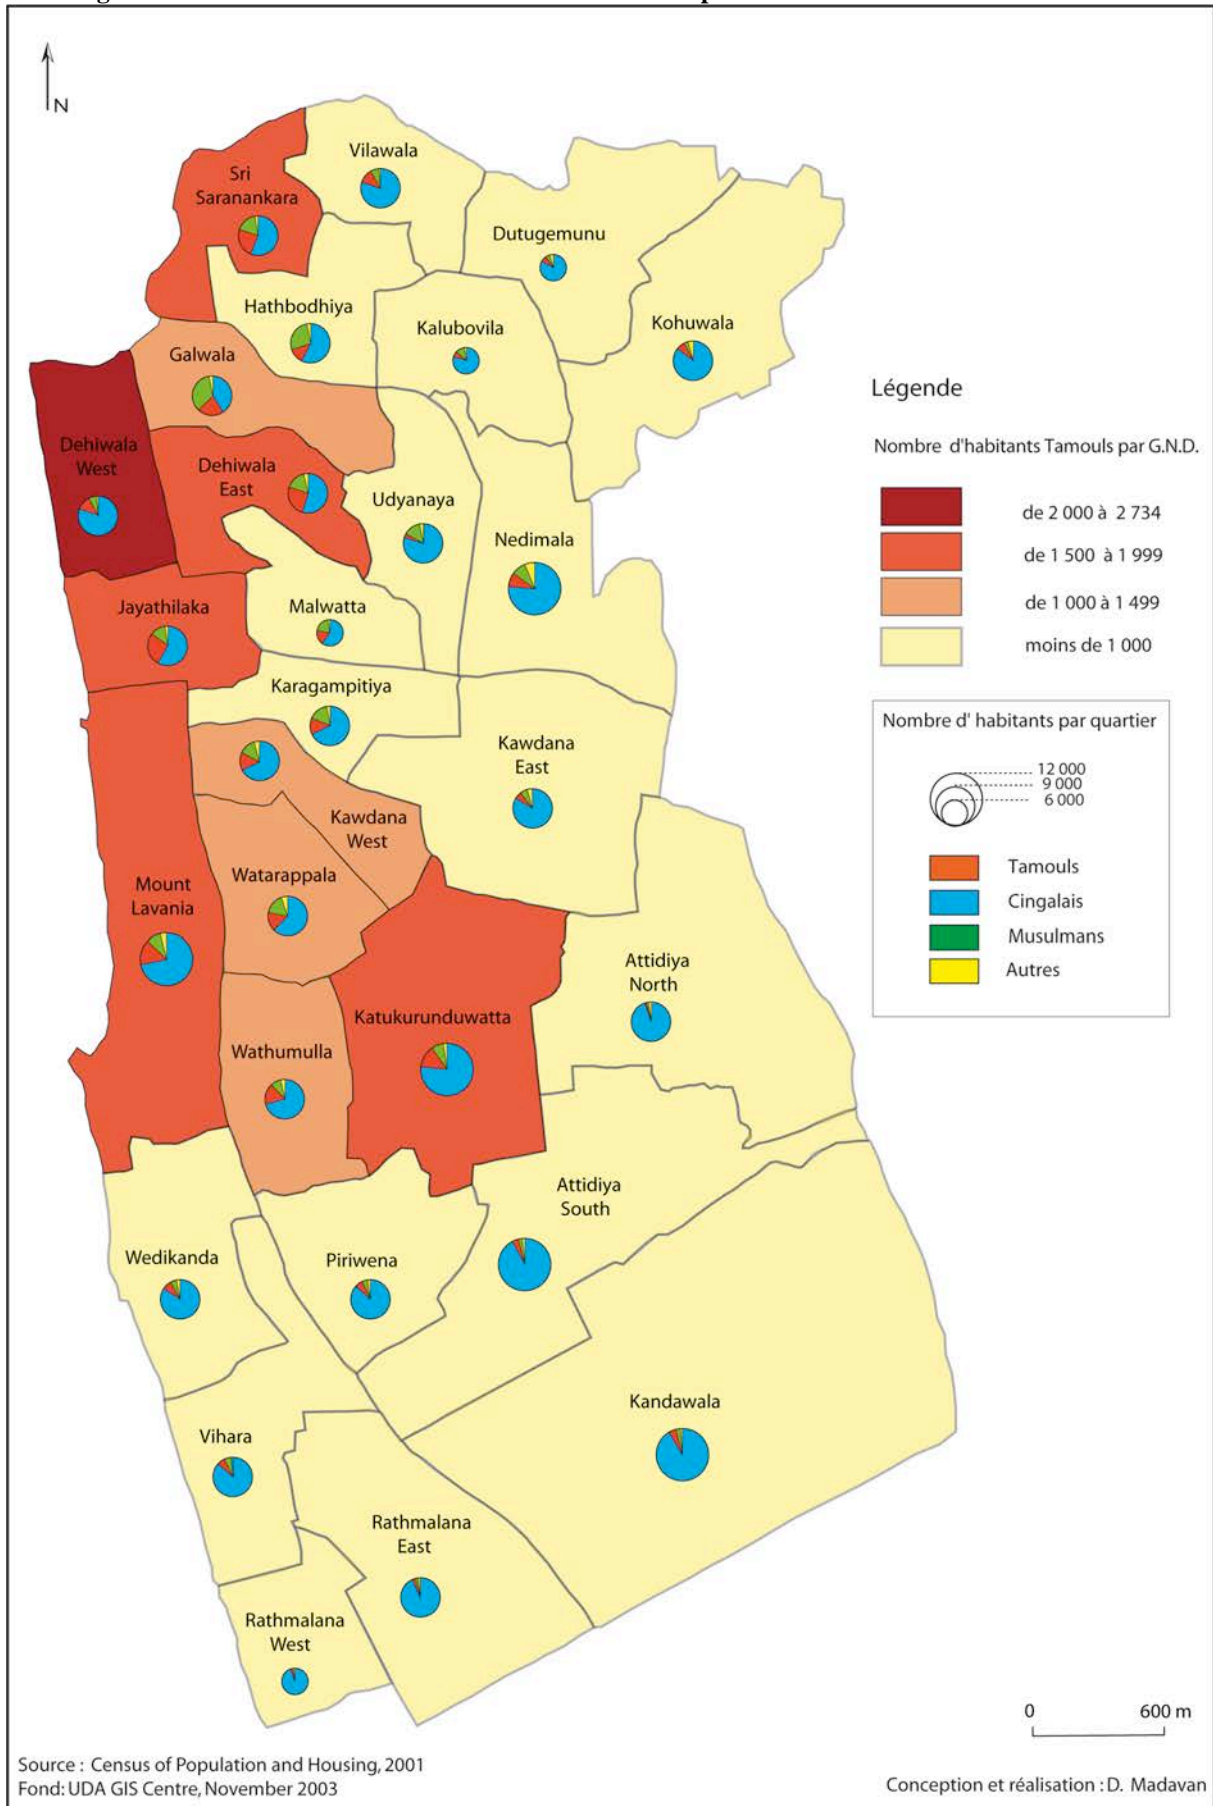 N
Vilawala
Sri
Saranankara
Dutugemunu
Hathbodhiya
Kalubovila
Kohuwala
Galwala
Dehiwala
West
Dehiwala
East
Udyanaya
Nedimala
Jayathilaka
Malwatta
Karagampitiya
Kawdana
East
Kawdana
West
Mount
Lavania
Watarappala
Attidiya
North
Katukurunduwatta
Wathumulla
Attidiya
South
Wedikanda
Piriwena
Kandawala
Vihara
Rathmalana
East
Rathmalana
West
Légende
Nombre d'habitants Tamouls par G.N.D.
de 2 000 à 2 734
de 1 500 à 1 999
de 1 000 à 1 499
moins de 1 000
Nombre d' habitants par quartier
12 000
9 000
6 000
Tamouls
Cingalais
Musulmans
Autres
0 600 m
Source : Census of Population and Housing, 2001
Fond: UDA GIS Centre, November 2003
Conception et réalisation : D. Madavan